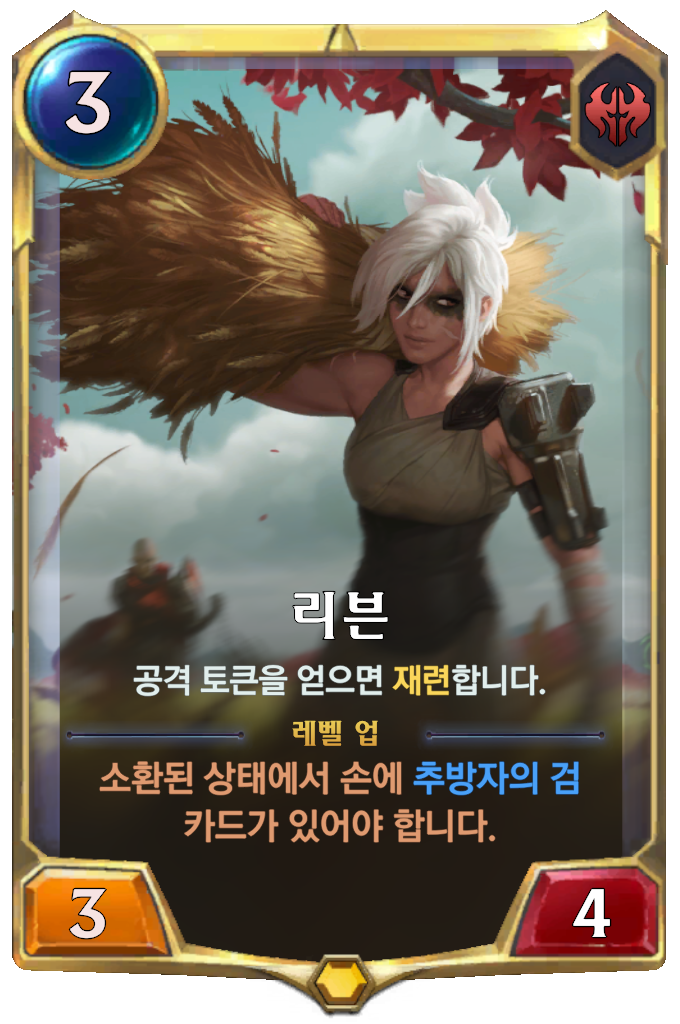 3
리븐
공격 토큰을 얻으면 재련합니다.
레벨 업
소환된 상태에서 손에 추방자의 검
카드가 있어야 합니다.
3
4